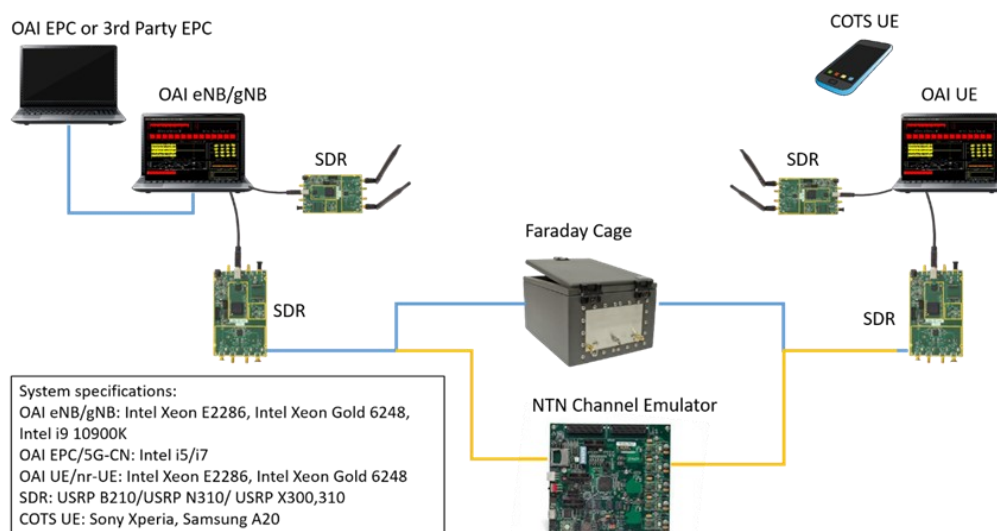 OAI EPC or 3rd Party EPC
COTS UE
OAI eNB/gNB
OAI UE
SDR
SDR
Faraday Cage
SDR
SDR
NTN Channel Emulator
System specifications:
OAI eNB/gNB: Intel Xeon E2286, Intel Xeon Gold 6248,
Intel i9 10900K
OAI EPC/5G-CN: Intel i5/i7
OAI UE/nr-UE: Intel Xeon E2286, Intel Xeon Gold 6248
SDR: USRP B210/USRP N310/ USRP X300,310
COTS UE: Sony Xperia, Samsung A20